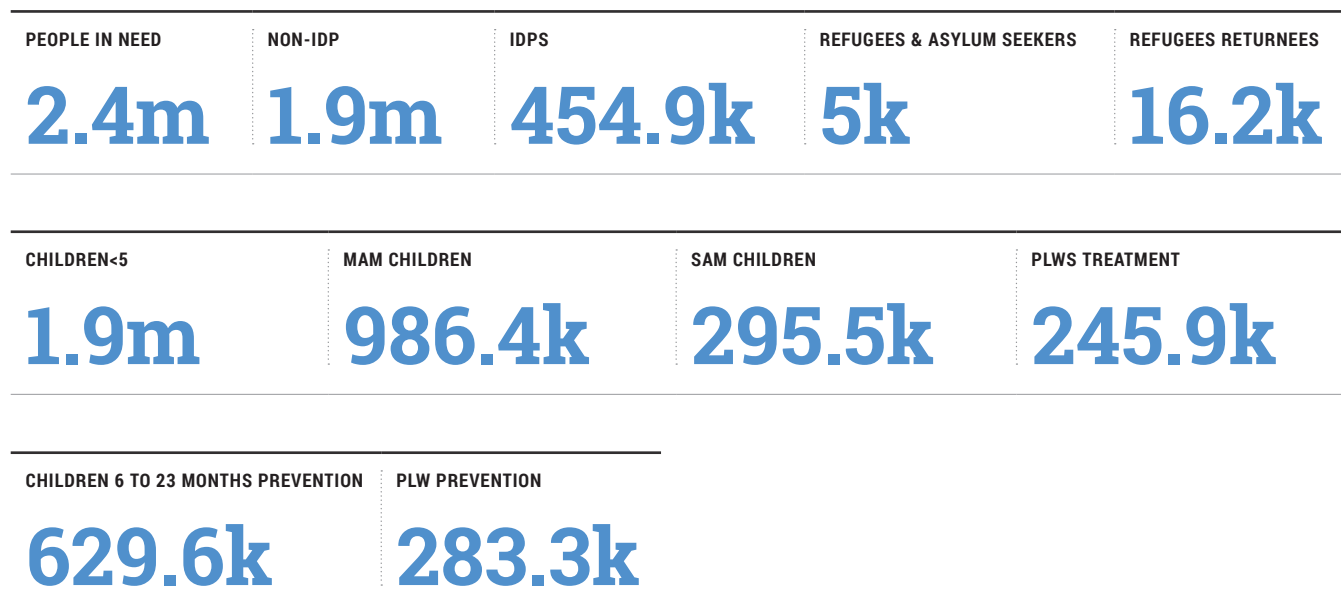 PEOPLE IN NEED NON-IDP IDPS REFUGEES & ASYLUM SEEKERS REFUGEES RETURNEES
2.4m 1.9m 454.9k 5k 16.2k
CHILDREN<5 MAM CHILDREN SAM CHILDREN PLWS TREATMENT
1.9m 986.4k 295.5k 245.9k
CHILDREN 6 TO 23 MONTHS PREVENTION PLW PREVENTION
629.6k 283.3k